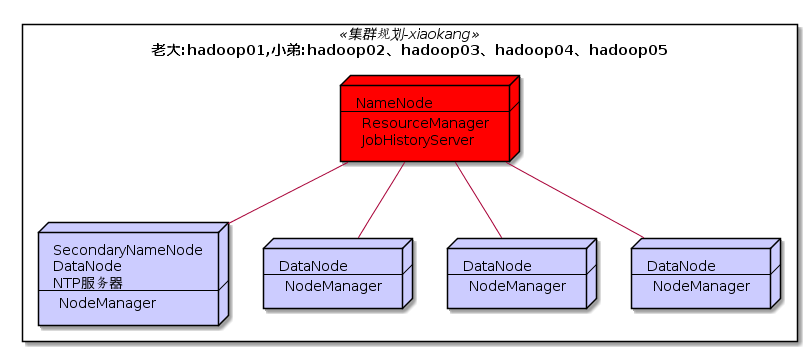 «集群规划-xiaokang»
老大:hadoop01,小弟:hadoop02、hadoop03、hadoop04、hadoop05
NameNode
ResourceManager
JobHistoryServer
SecondaryNameNode
DataNode
NTP服务器
NodeManager
DataNode
NodeManager
DataNode
NodeManager
DataNode
NodeManager